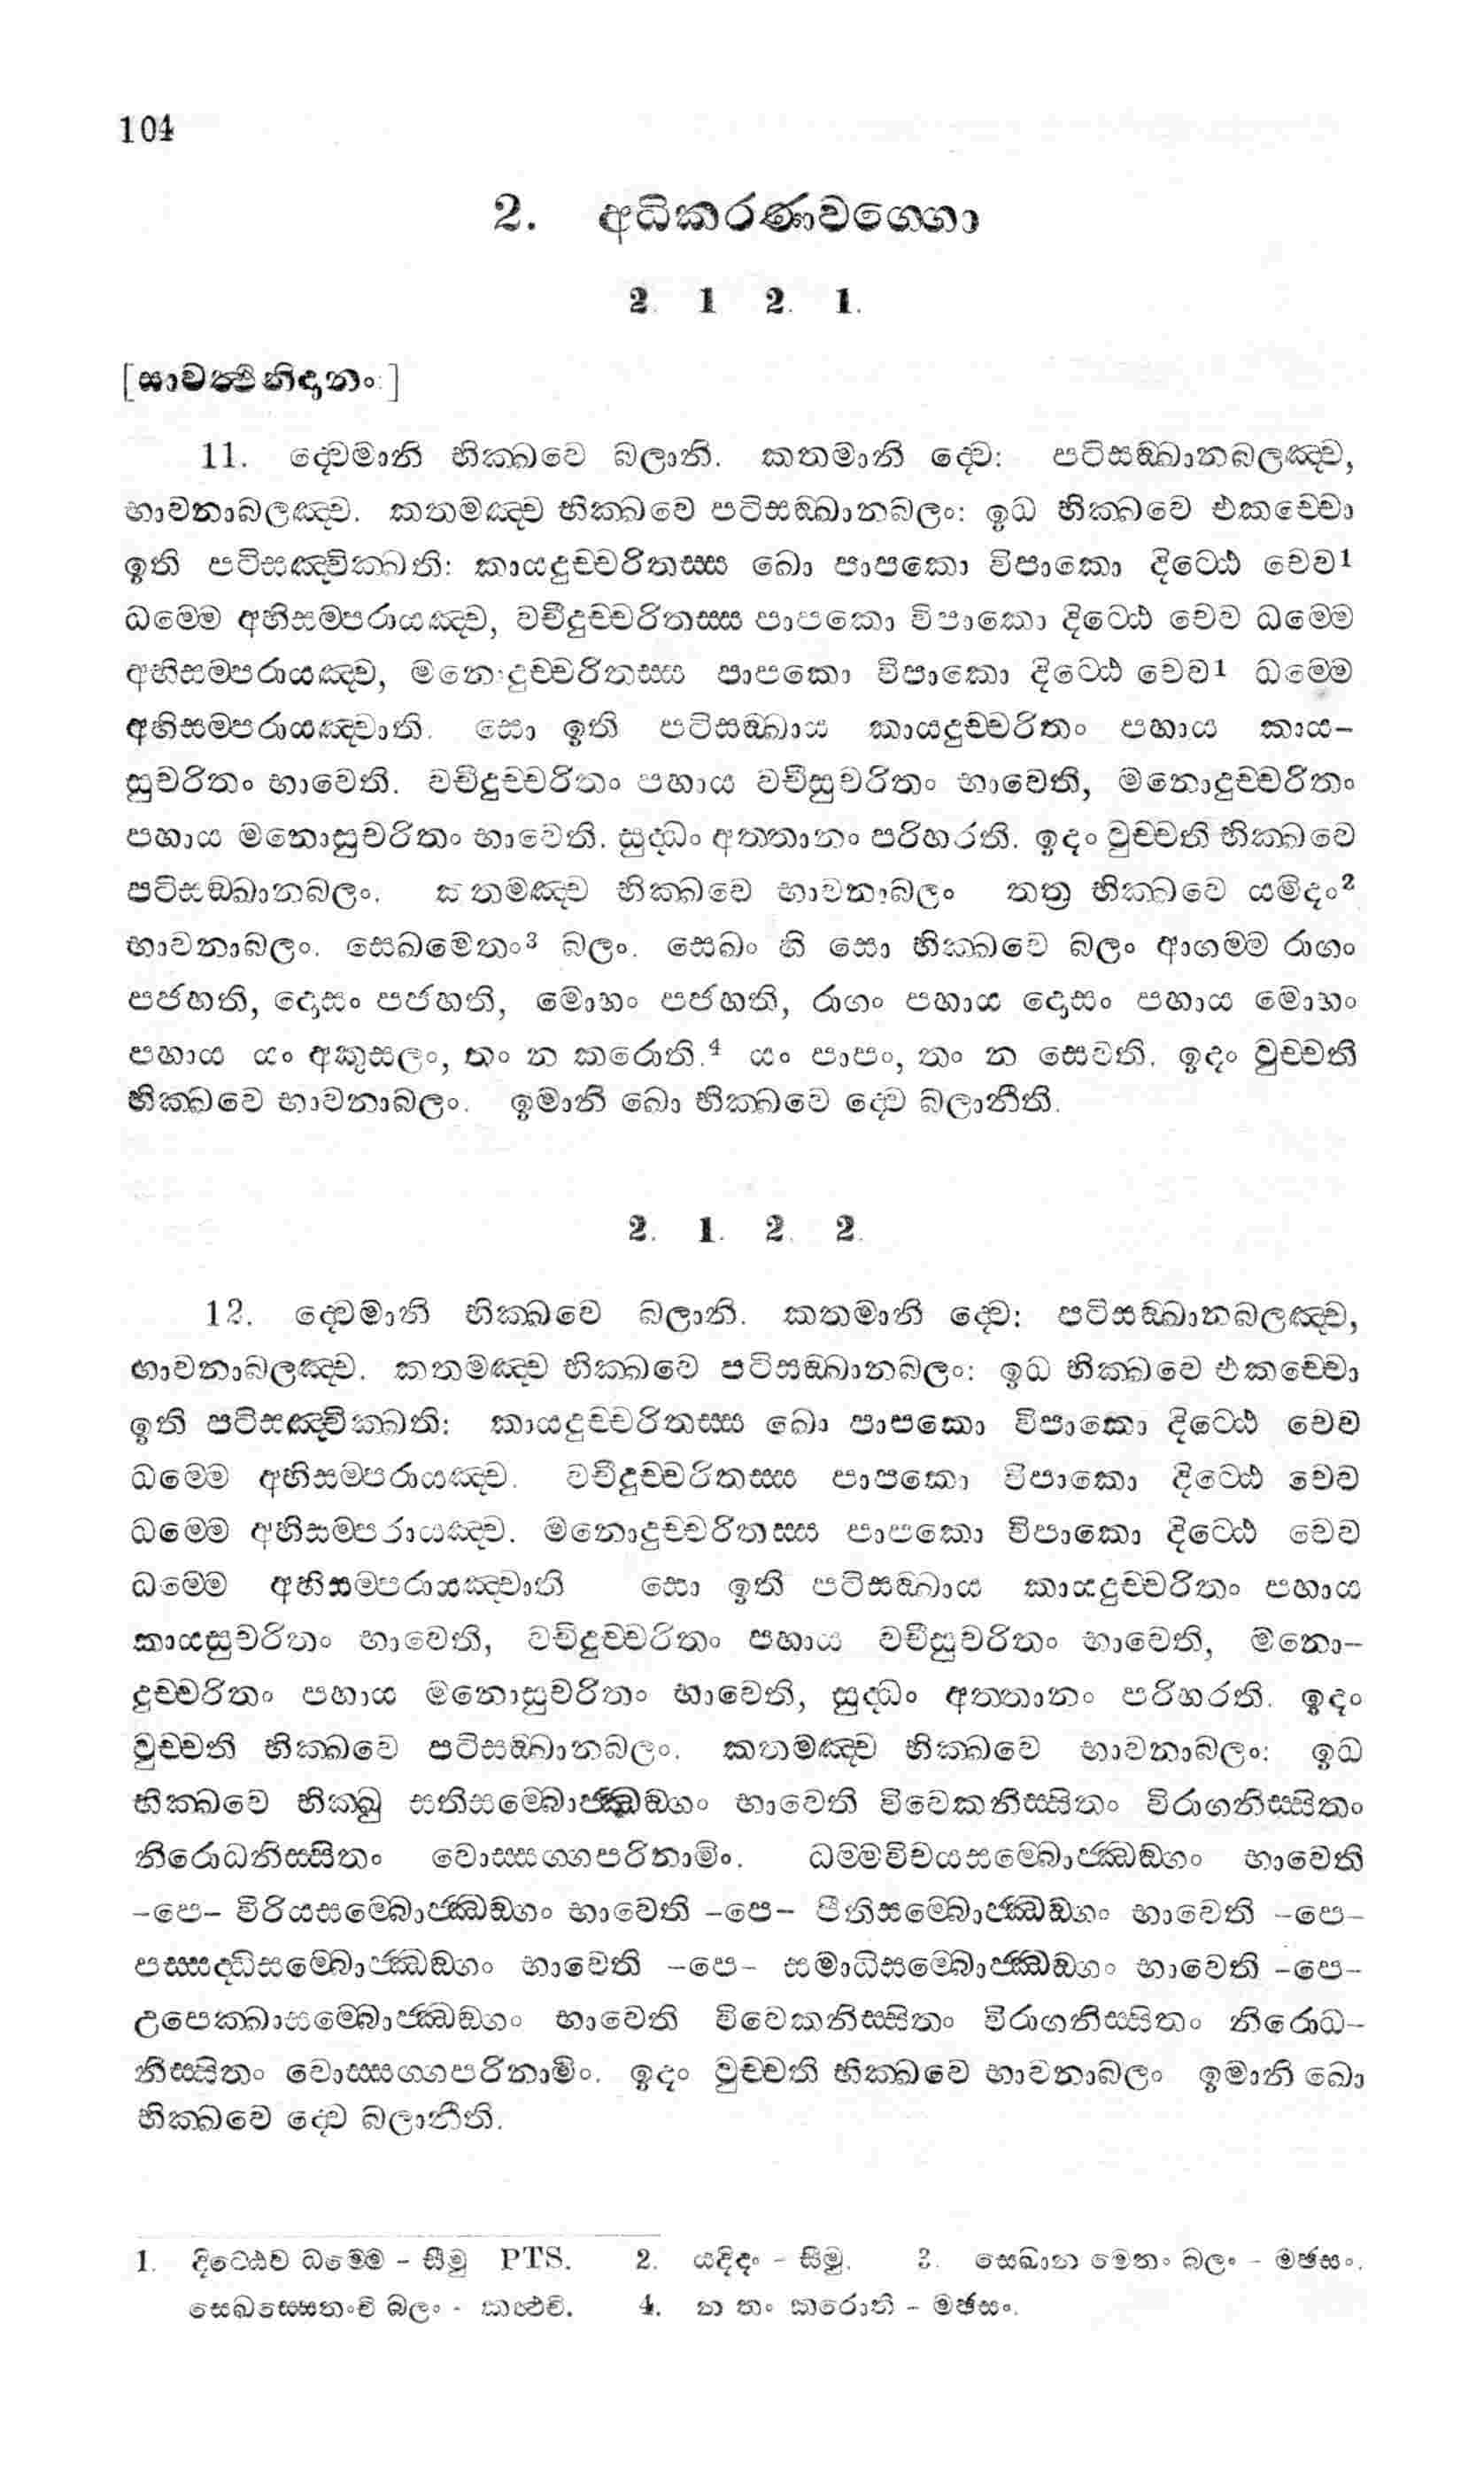 104
2. අධිකරණවග්ගො
2. 1 2. 1.
[සාවත්ථිනිදානං:]
11. ද්වෙමානි භික්ඛවෙ බලානි. කතමානි ද්වෙ: පටිසඞ්ඛානබලඤ්ච,
භාවනාබලඤ්ච. කතමඤ්ච භික්ඛවෙ පටිසඞ්ඛානබලං: ඉධ භික්ඛවෙ එකච්චො
ඉති පටිසඤ්චික්ඛති: කායදුච්චරිතස්ස ඛො පාපකො විපාකො දිට්ඨෙ චෙව1
ධම්මෙ අභිසම්පරායඤ්ච, වචීදුච්චරිතස්ස පාපකො විපාකො දිට්ඨෙ චෙව ධම්මෙ
අභිසම්පරායඤ්ච, මනොදුච්චරිතස්ස පාපකො විපාකො දිට්ඨෙ චෙව1 ධම්මෙ
අභිසම්පරායඤ්චාති. සො ඉති පටිසඞ්ඛාය කායදුච්චරිතං පහාය කාය-
සුචරිතං භාවෙති. වචීදුච්චරිතං පහාය වචීසුචරිතං භාවෙති, මනොදුච්චරිතං
පහාය මනොසුචරිතං භාවෙති. සුද්ධං අත්තානං පරිහරති. ඉදං වුච්චති භික්ඛවෙ
පටිසඞ්ඛානබලං. කතමඤ්ච භික්ඛවෙ භාවනාබලං තත්‍ර භික්ඛවෙ යමිදං2
භාවනාබලං. සෙඛමෙතං3 බලං. සෙඛං හි සො භික්ඛවෙ බලං ආගම්ම රාගං
පජහති, දොසං පජහති, මොහං පජහති, රාගං පහාය දොසං පහාය මොහං
පහාය යං අකුසලං, තං න කරොති.4 යං පාපං, තං න සෙවති. ඉදං වුච්චති
භික්ඛවෙ භාවනාබලං. ඉමානි ඛො භික්ඛවෙ ද්වෙ බලානීති.
2. 1. 2. 2.
12. ද්වෙමානි භික්ඛවෙ බලානි. කතමානි ද්වෙ: පටිසඞ්ඛානබලඤ්ච,
භාවනාබලඤ්ච. කතමඤ්ච භික්ඛවෙ පටිසඞ්ඛානබලං: ඉධ භික්ඛවෙ එකච්චො
ඉති පටිසඤ්චික්ඛති: කායදුච්චරිතස්ස ඛො පාපකො විපාකො දිට්ඨෙ චෙව
ධම්මෙ අභිසම්පරායඤ්ච. වචීදුච්චරිතස්ස පාපකො විපාකො දිට්ඨෙ චෙව
ධම්මෙ අභිසම්පරායඤ්ච. මනොදුච්චරිතස්ස පාපකො විපාකො දිට්ඨෙ චෙව
ධම්මෙ අභිසම්පරායඤ්චාති සො ඉති පටිසඞ්ඛාය කායදුච්චරිතං පහාය
කායසුචරිතං භාවෙති, වචිදුච්චරිතං පහාය වචීසුචරිතං භාවෙති, මනො-
දුච්චරිතං පහාය මනොසුචරිතං භාවෙති, සුද්ධං අත්තානං පරිහරති. ඉදං
වුච්චති භික්ඛවෙ පටිසඞ්ඛානබලං. කතමඤ්ච භික්ඛවෙ භාවනාබලං: ඉධ
භික්ඛවෙ භික්ඛු සතිසම්බොජ්ඣඞ්ගං භාවෙති විවෙකනිස්සිතං විරාගනිස්සිතං
නිරොධනිස්සිතං වොස්සග්ගපරිනාමිං. ධම්මවිචයසම්බොජ්ඣඞ්ගං භාවෙති
-පෙ- විරියසම්බොජ්ඣඞ්ගං භාවෙති -පෙ- පීතිසම්බොජ්ඣඞ්ගං භාවෙති -පෙ-
පස්සද්ධිසම්බොජ්ඣඞ්ගං භාවෙති -පෙ- සමාධිසම්බොජ්ඣඞ්ගං භාවෙති -පෙ-
උපෙක්ඛාසම්බොජ්ඣඞ්ගං භාවෙති විවෙකනිස්සිතං විරාගනිස්සිතං නිරොධ-
නිස්සිතං වොස්සග්ගපරිනාමිං. ඉදං වුච්චති භික්ඛවෙ භාවනාබලං ඉමානි ඛො
භික්ඛවෙ ද්වෙ බලානීති.
1. දිට්ඨෙව ධම්මෙ - සීමු PTS. 2. යදිදං - සීමු. 3. සෙඛාන මෙතං බලං - මඡසං.
සෙඛස්සෙතංචි බලං - කත්‍ථචි. 4. න තං කරොති - මඡසං.